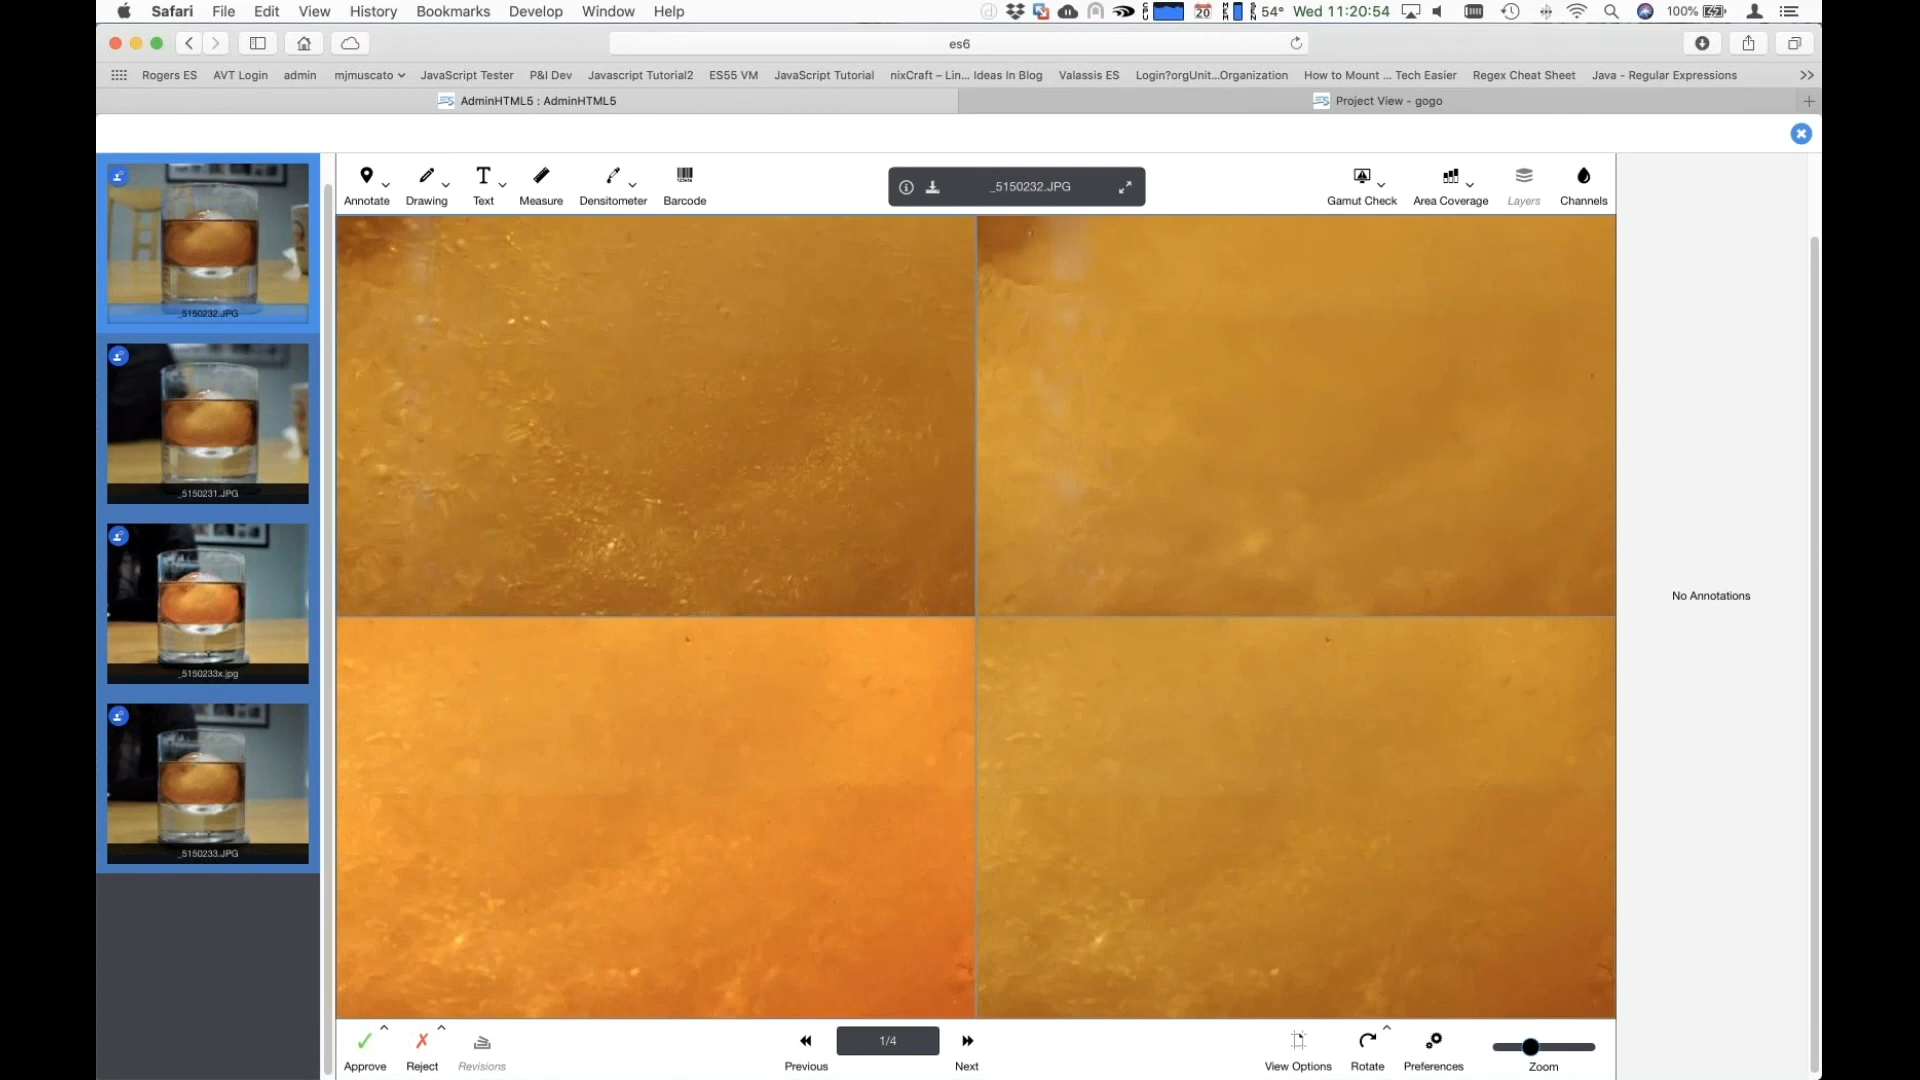 Safari File Edit View History Bookmarks Develop Window Help 20 54° Wed 11:20:54 100%
es6
Rogers ES AVT Login admin mjmuscato JavaScript Tester P&I Dev Javascript Tutorial2 ES55 VM JavaScript Tutorial nixCraft – Lin... Ideas In Blog Valassis ES Login?orgUnit...Organization How to Mount ... Tech Easier Regex Cheat Sheet Java - Regular Expressions
AdminHTML5 : AdminHTML5 Project View - gogo
Annotate Drawing Text Measure Densitometer Barcode _5150232.JPG Gamut Check Area Coverage Layers Channels
_5150232.JPG
_5150231.JPG
_5150233x.jpg
_5150233.JPG
No Annotations
1/4
Approve Reject Revisions Previous Next View Options Rotate Preferences Zoom